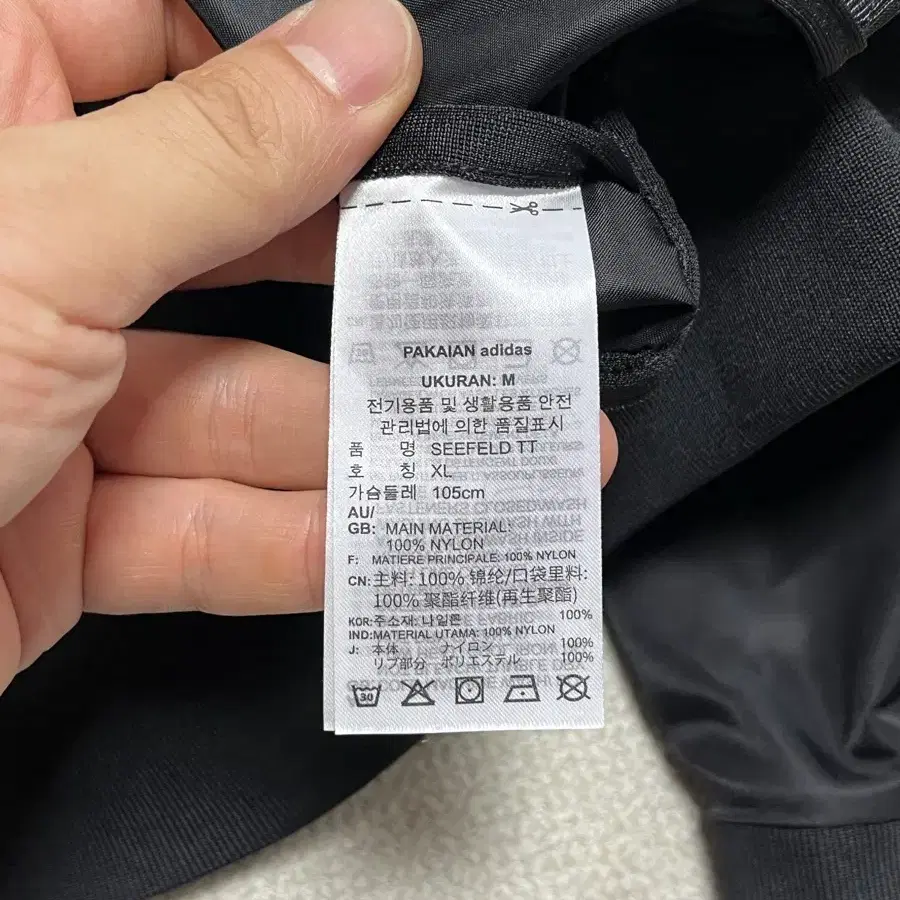 PAKAIAN adidas
UKURAN: M
전기용품 및 생활용품 안전
관리법에 의한 품질표시
품 명 SEEFELD TT
호 칭 XL
가슴둘레 105cm
AU/
GB: MAIN MATERIAL:
100% NYLON
F: MATIERE PRINCIPALE: 100% NYLON
CN: 主料: 100% 锦纶/口袋里料:
100% 聚酯纤维(再生聚酯)
KOR:주소재: 나일론 100%
IND:MATERIAL UTAMA: 100% NYLON
J: 本体 ナイロン 100%
リブ部分 ポリエステル 100%
30